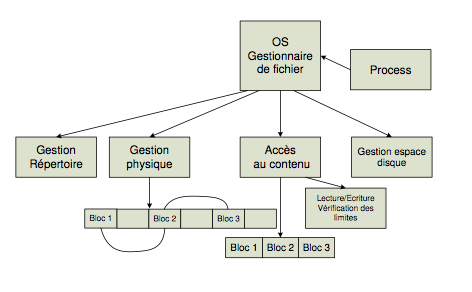 OS
Gestionnaire
de fichier
Process
Gestion
Répertoire
Gestion
physique
Accès
au contenu
Gestion espace
disque
Lecture/Ecriture
Vérification des
limites
Bloc 1
Bloc 2
Bloc 3
Bloc 1
Bloc 2
Bloc 3